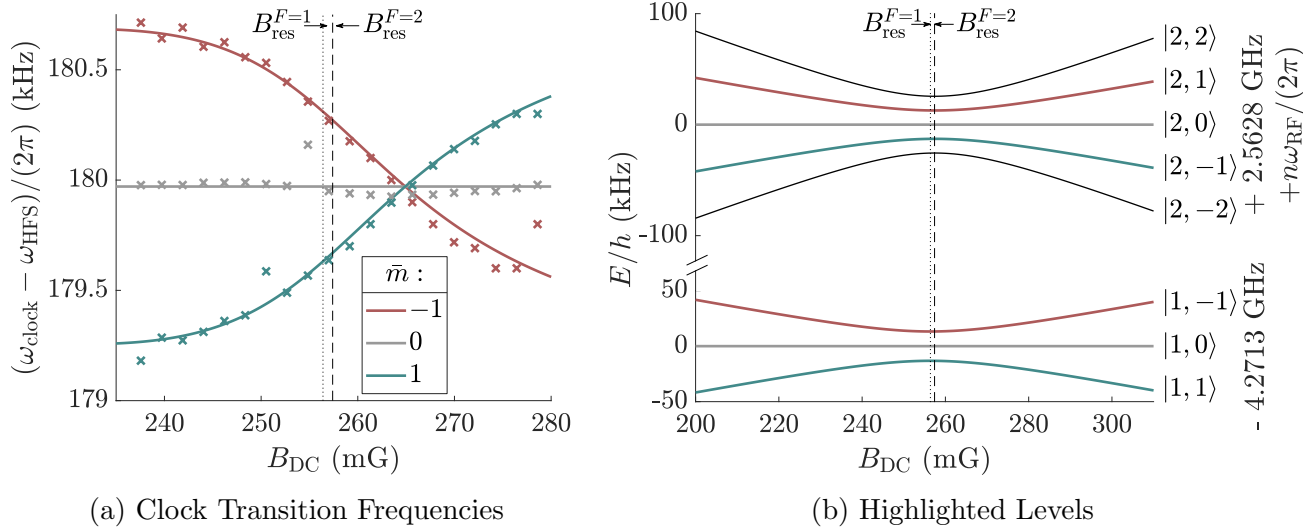 B_res^{F=1} B_res^{F=2}
(ω_clock − ω_HFS)/(2π) (kHz)
180.5
180
179.5
179
m̄ :
−1
0
1
240 250 260 270 280
B_DC (mG)
(a) Clock Transition Frequencies
B_res^{F=1} B_res^{F=2}
E/h (kHz)
100
0
-100
50
0
-50
|2, 2⟩
|2, 1⟩
|2, 0⟩
|2, −1⟩
|2, −2⟩
|1, −1⟩
|1, 0⟩
|1, 1⟩
- 4.2713 GHz
+ 2.5628 GHz
+nω_RF/(2π)
200 220 240 260 280 300
B_DC (mG)
(b) Highlighted Levels